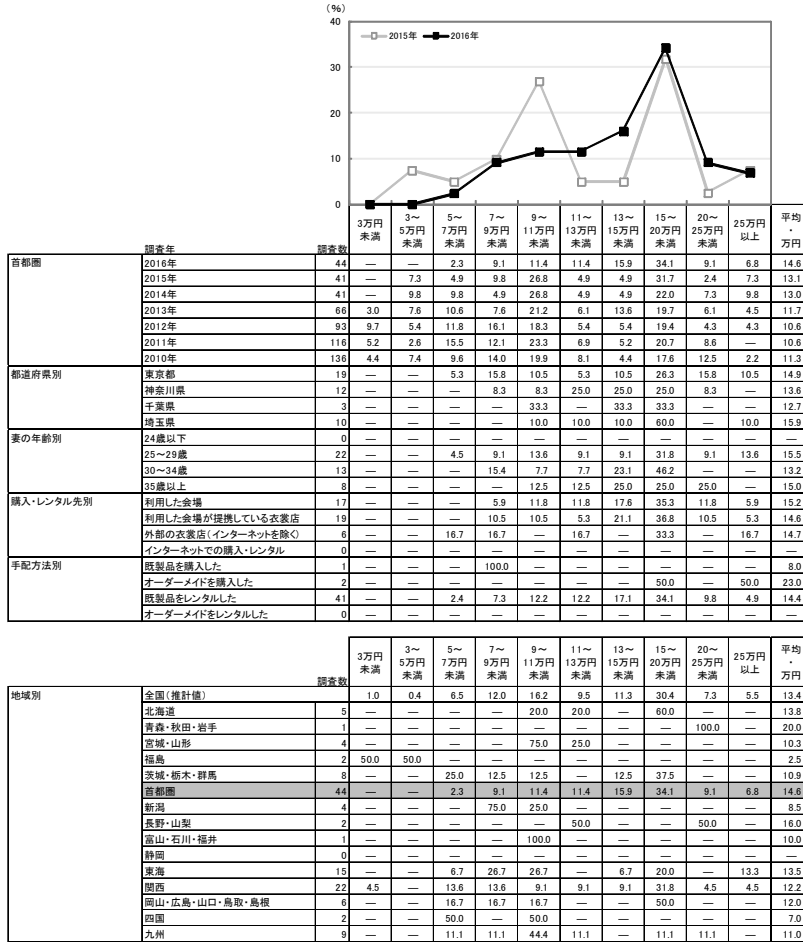 (%)
40
30
20
10
0
2015年 2016年
調査年 調査数 3万円未満 3～5万円未満 5～7万円未満 7～9万円未満 9～11万円未満 11～13万円未満 13～15万円未満 15～20万円未満 20～25万円未満 25万円以上 平均・万円
首都圏 2016年 44 — — 2.3 9.1 11.4 11.4 15.9 34.1 9.1 6.8 14.6
2015年 41 — 7.3 4.9 9.8 26.8 4.9 4.9 31.7 2.4 7.3 13.1
2014年 41 — 9.8 9.8 4.9 26.8 4.9 4.9 22.0 7.3 9.8 13.0
2013年 66 3.0 7.6 10.6 7.6 21.2 6.1 13.6 19.7 6.1 4.5 11.7
2012年 93 9.7 5.4 11.8 16.1 18.3 5.4 5.4 19.4 4.3 4.3 10.6
2011年 116 5.2 2.6 15.5 12.1 23.3 6.9 5.2 20.7 8.6 — 10.6
2010年 136 4.4 7.4 9.6 14.0 19.9 8.1 4.4 17.6 12.5 2.2 11.3
都道府県別 東京都 19 — — 5.3 15.8 10.5 5.3 10.5 26.3 15.8 10.5 14.9
神奈川県 12 — — — 8.3 8.3 25.0 25.0 25.0 8.3 — 13.6
千葉県 3 — — — — 33.3 — 33.3 33.3 — — 12.7
埼玉県 10 — — — — 10.0 10.0 10.0 60.0 — 10.0 15.9
妻の年齢別 24歳以下 0 — — — — — — — — — — —
25～29歳 22 — — 4.5 9.1 13.6 9.1 9.1 31.8 9.1 13.6 15.5
30～34歳 13 — — — 15.4 7.7 7.7 23.1 46.2 — — 13.2
35歳以上 8 — — — — 12.5 12.5 25.0 25.0 25.0 — 15.0
購入・レンタル先別 利用した会場 17 — — — 5.9 11.8 11.8 17.6 35.3 11.8 5.9 15.2
利用した会場が提携している衣裳店 19 — — — 10.5 10.5 5.3 21.1 36.8 10.5 5.3 14.6
外部の衣裳店（インターネットを除く） 6 — — 16.7 16.7 — 16.7 — 33.3 — 16.7 14.7
インターネットでの購入・レンタル 0 — — — — — — — — — — —
手配方法別 既製品を購入した 1 — — — 100.0 — — — — — — 8.0
オーダーメイドを購入した 2 — — — — — — — 50.0 — 50.0 23.0
既製品をレンタルした 41 — — 2.4 7.3 12.2 12.2 17.1 34.1 9.8 4.9 14.4
オーダーメイドをレンタルした 0 — — — — — — — — — — —
調査数 3万円未満 3～5万円未満 5～7万円未満 7～9万円未満 9～11万円未満 11～13万円未満 13～15万円未満 15～20万円未満 20～25万円未満 25万円以上 平均・万円
地域別 全国（推計値） 1.0 0.4 6.5 12.0 16.2 9.5 11.3 30.4 7.3 5.5 13.4
北海道 5 — — — — 20.0 20.0 — 60.0 — — 13.8
青森・秋田・岩手 1 — — — — — — — — 100.0 — 20.0
宮城・山形 4 — — — — 75.0 25.0 — — — — 10.3
福島 2 50.0 50.0 — — — — — — — — 2.5
茨城・栃木・群馬 8 — — 25.0 12.5 12.5 — 12.5 37.5 — — 10.9
首都圏 44 — — 2.3 9.1 11.4 11.4 15.9 34.1 9.1 6.8 14.6
新潟 4 — — — 75.0 25.0 — — — — — 8.5
長野・山梨 2 — — — — — 50.0 — — 50.0 — 16.0
富山・石川・福井 1 — — — — 100.0 — — — — — 10.0
静岡 0 — — — — — — — — — — —
東海 15 — — 6.7 26.7 26.7 — 6.7 20.0 — 13.3 13.5
関西 22 4.5 — 13.6 13.6 9.1 9.1 9.1 31.8 4.5 4.5 12.2
岡山・広島・山口・鳥取・島根 6 — — 16.7 16.7 16.7 — — 50.0 — — 12.0
四国 2 — — 50.0 — 50.0 — — — — — 7.0
九州 9 — — 11.1 11.1 44.4 11.1 — 11.1 11.1 — 11.0